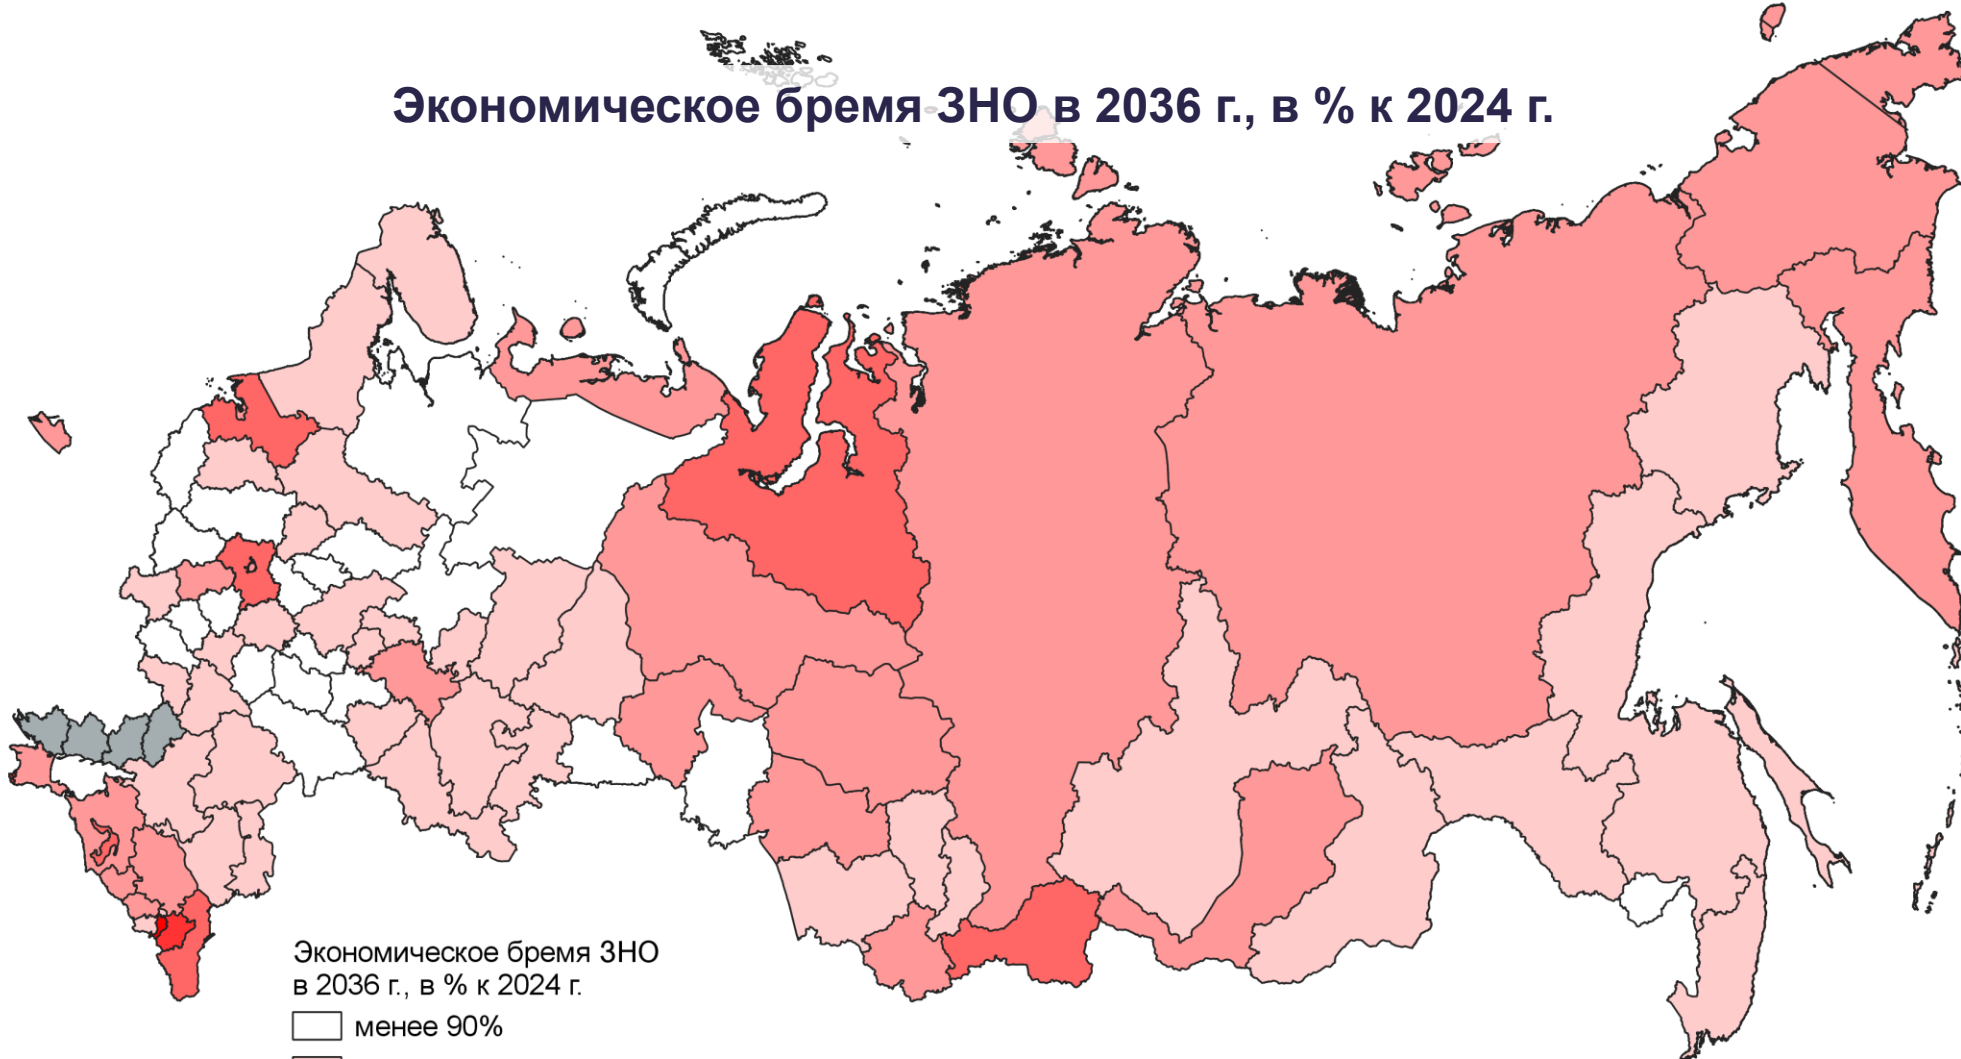 Экономическое бремя ЗНО в 2036 г., в % к 2024 г.
Экономическое бремя ЗНО
в 2036 г., в % к 2024 г.
менее 90%